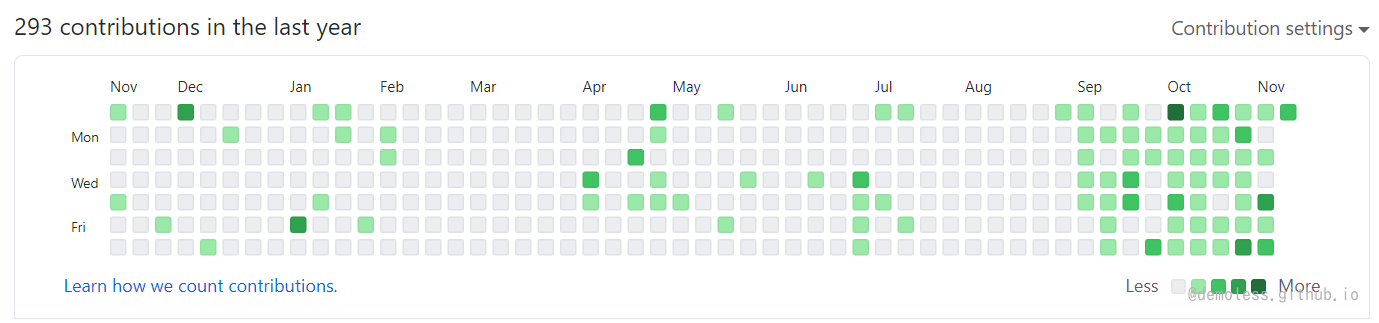 293 contributions in the last year
Contribution settings
Nov Dec Jan Feb Mar Apr May Jun Jul Aug Sep Oct Nov
Mon
Wed
Fri
Learn how we count contributions.
Less More
@demoless.github.io